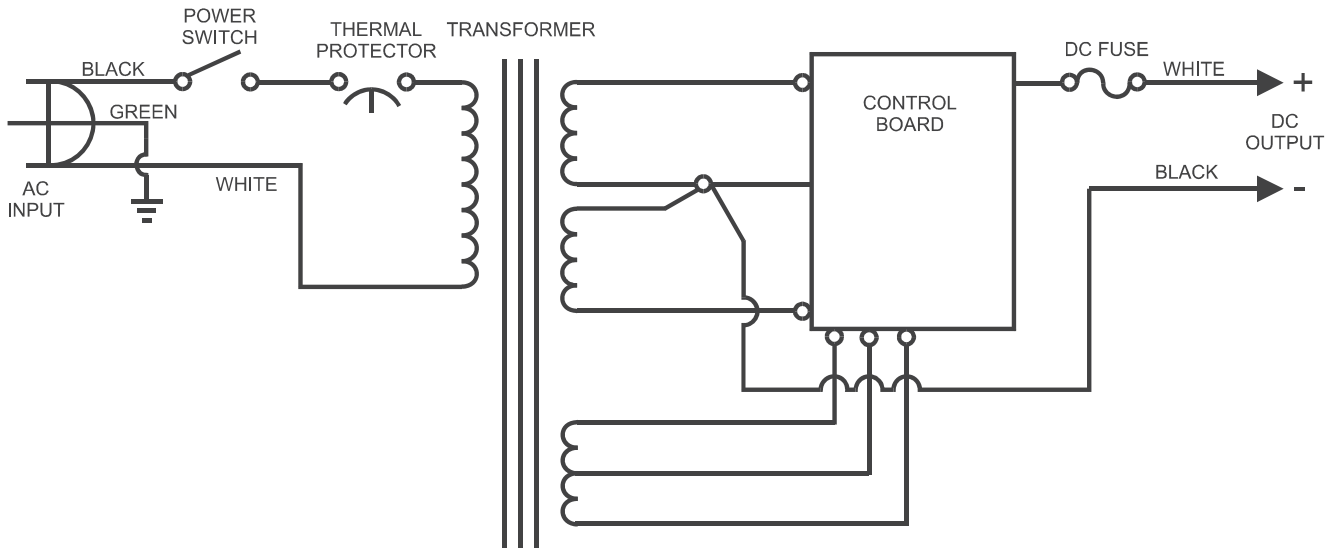 POWER
SWITCH
THERMAL
PROTECTOR
TRANSFORMER
BLACK
GREEN
WHITE
AC
INPUT
CONTROL
BOARD
DC FUSE
WHITE
+
DC
OUTPUT
BLACK
-